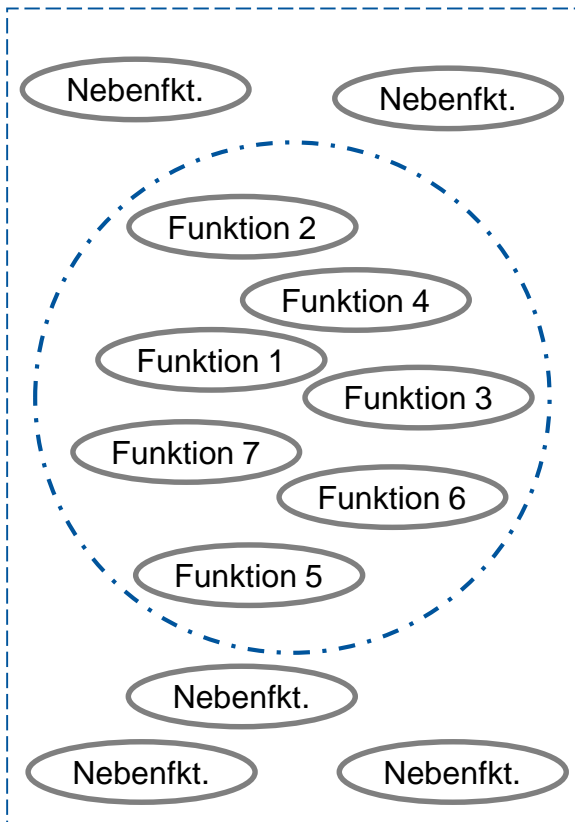 Nebenfkt.
Nebenfkt.
Funktion 2
Funktion 4
Funktion 1
Funktion 3
Funktion 7
Funktion 6
Funktion 5
Nebenfkt.
Nebenfkt.
Nebenfkt.